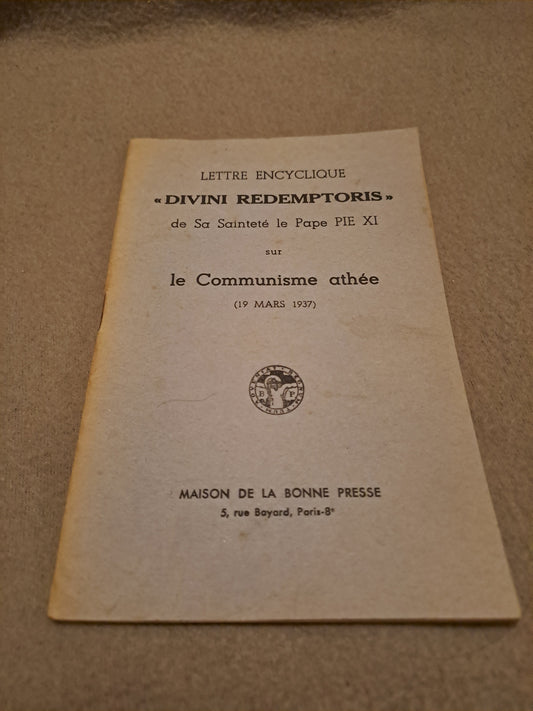 LETTRE ENCYCLIQUE
« DIVINI REDEMPTORIS »
de Sa Sainteté le Pape PIE XI
sur
le Communisme athée
(19 MARS 1937)
B P
MAISON DE LA BONNE PRESSE
5, rue Bayard, Paris-8e